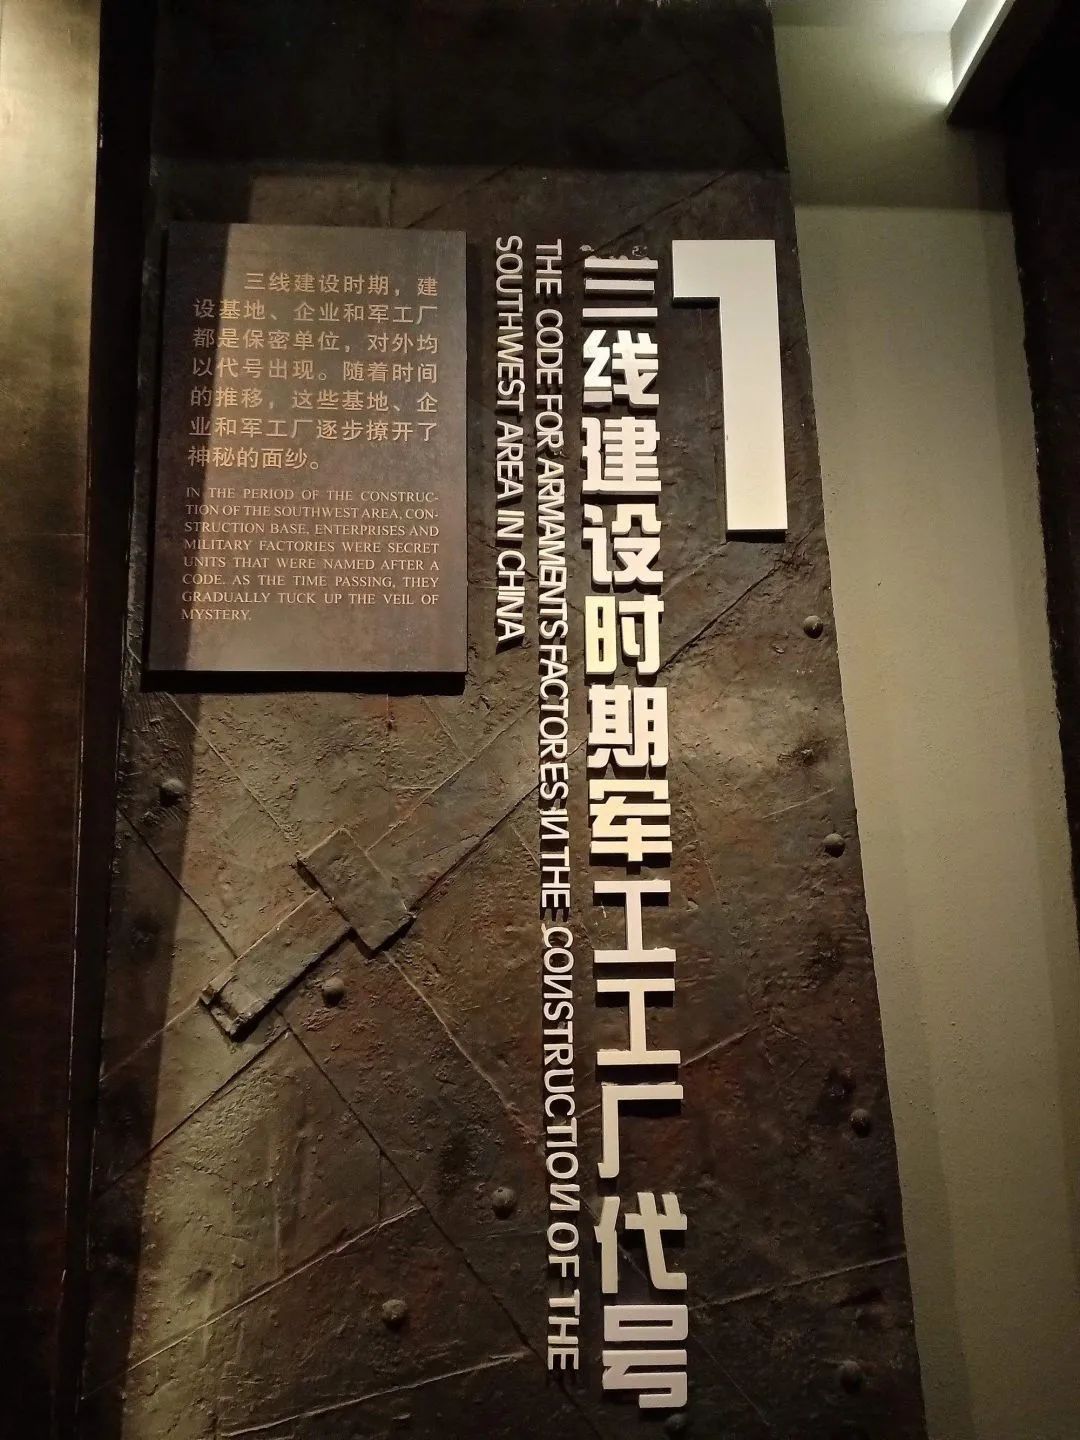 1
三线建设时期军工工厂代号
THE CODE FOR ARMAMENTS FACTORES IN THE CONSTRUCTION OF THE
SOUTHWEST AREA IN CHINA
三线建设时期，建
设基地、企业和军工厂
都是保密单位，对外均
以代号出现。随着时间
的推移，这些基地、企
业和军工厂逐步撩开了
神秘的面纱。
IN THE PERIOD OF THE CONSTRUC-
TION OF THE SOUTHWEST AREA, CON-
STRUCTION BASE, ENTERPRISES AND
MILITARY FACTORIES WERE SECRET
UNITS THAT WERE NAMED AFTER A
CODE. AS THE TIME PASSING, THEY
GRADUALLY TUCK UP THE VEIL OF
MYSTERY.